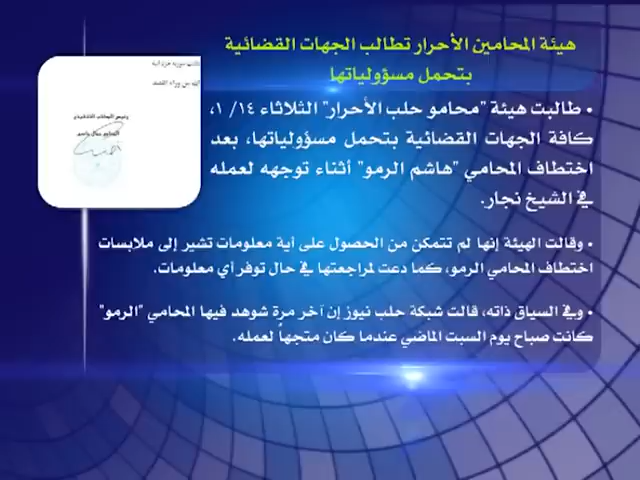 هيئة المحامين الأحرار تطالب الجهات القضائية
بتحمل مسؤولياتها
• طالبت هيئة "محامو حلب الأحرار" الثلاثاء ١٤/ ١،
كافة الجهات القضائية بتحمل مسؤولياتها، بعد
اختطاف المحامي "هاشم الرمو" أثناء توجهه لعمله
في الشيخ نجار.
• وقالت الهيئة إنها لم تتمكن من الحصول على أية معلومات تشير إلى ملابسات
اختطاف المحامي الرمو، كما دعت لمراجعتها في حال توفر أي معلومات.
• وفي السياق ذاته، قالت شبكة حلب نيوز إن آخر مرة شوهد فيها المحامي "الرمو"
كانت صباح يوم السبت الماضي عندما كان متجهاً لعمله.